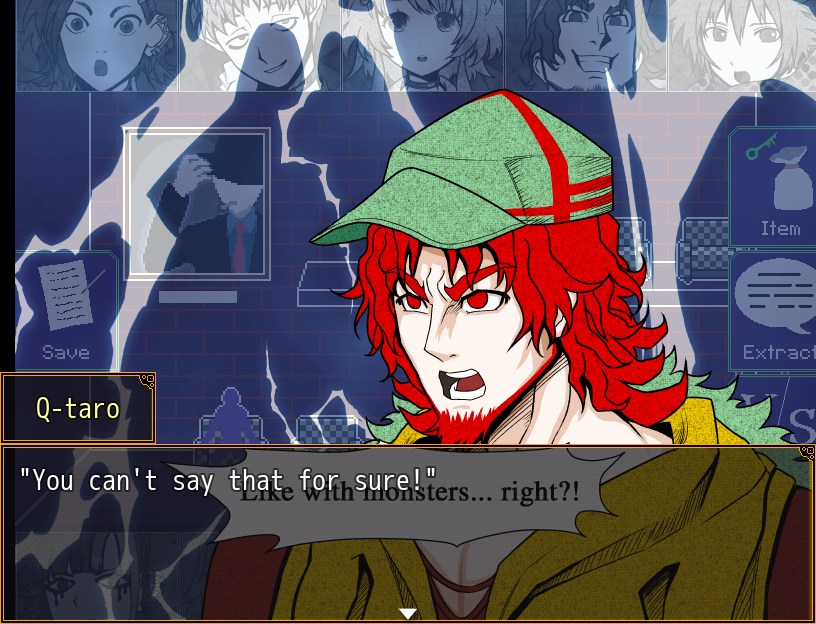 Item
Save
Extract
Q-taro
"You can't say that for sure!"
Like with monsters... right?!